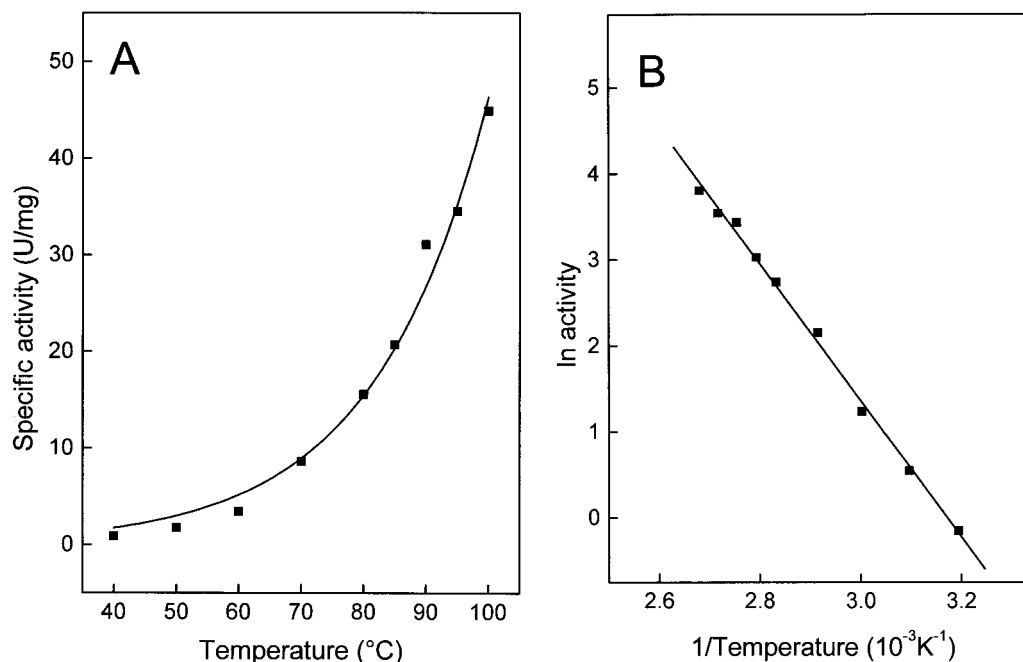 A
Specific activity (U/mg)
50
40
30
20
10
0
40 50 60 70 80 90 100
Temperature (°C)
B
ln activity
5
4
3
2
1
0
2.6 2.8 3.0 3.2
1/Temperature (10⁻³K⁻¹)